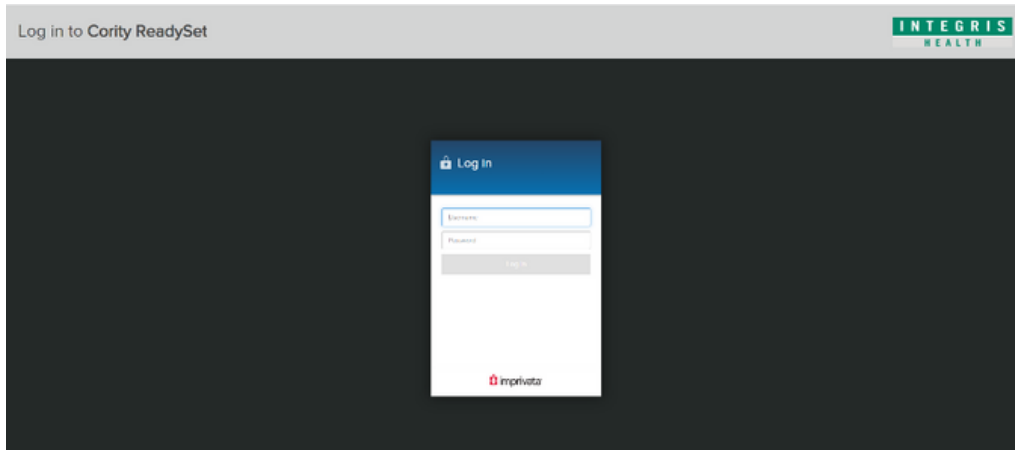 Log in to Cority ReadySet
INTEGRIS
HEALTH
Log In
Username
Password
Log in
imprivata